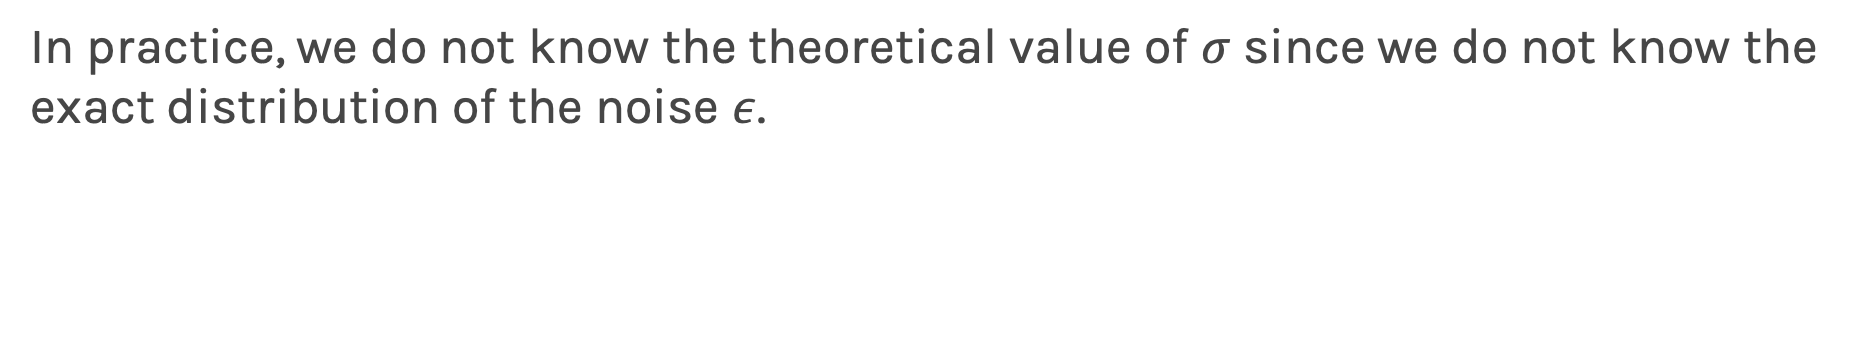 In practice, we do not know the theoretical value of σ since we do not know the
exact distribution of the noise ϵ.